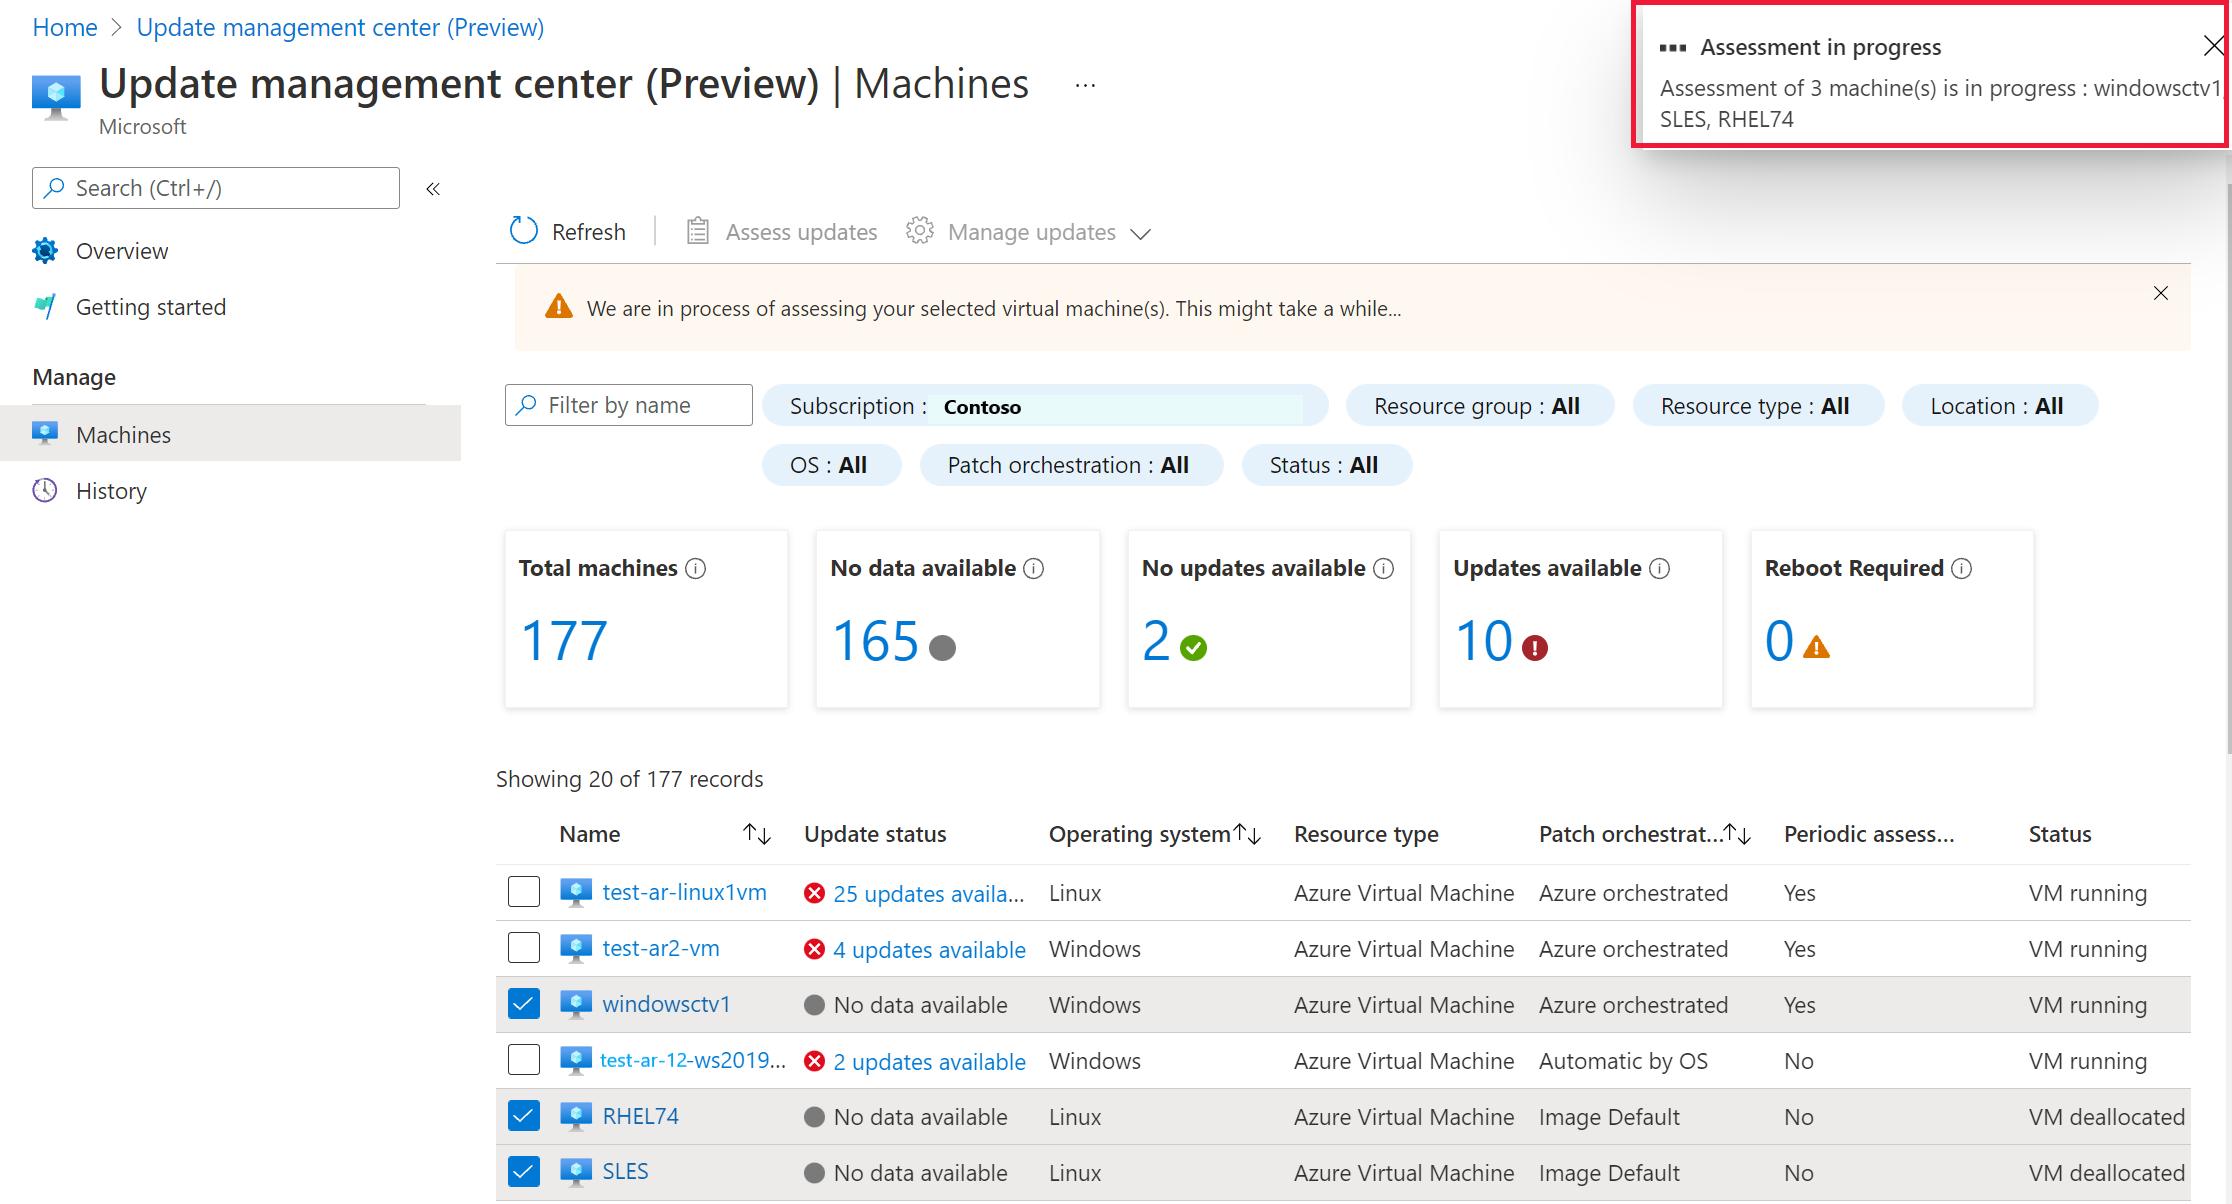 Home > Update management center (Preview)
Update management center (Preview) | Machines ...
Microsoft
Assessment in progress
Assessment of 3 machine(s) is in progress : windowsctv1,
SLES, RHEL74
Search (Ctrl+/) «
Overview
Getting started
Manage
Machines
History
Refresh Assess updates Manage updates
We are in process of assessing your selected virtual machine(s). This might take a while...
Filter by name Subscription : Contoso Resource group : All Resource type : All Location : All
OS : All Patch orchestration : All Status : All
Total machines No data available No updates available Updates available Reboot Required
177 165 2 10 0
Showing 20 of 177 records
Name Update status Operating system Resource type Patch orchestrat... Periodic assess... Status
test-ar-linux1vm 25 updates availa... Linux Azure Virtual Machine Azure orchestrated Yes VM running
test-ar2-vm 4 updates available Windows Azure Virtual Machine Azure orchestrated Yes VM running
windowsctv1 No data available Windows Azure Virtual Machine Azure orchestrated Yes VM running
test-ar-12-ws2019... 2 updates available Windows Azure Virtual Machine Automatic by OS No VM running
RHEL74 No data available Linux Azure Virtual Machine Image Default No VM deallocated
SLES No data available Linux Azure Virtual Machine Image Default No VM deallocated